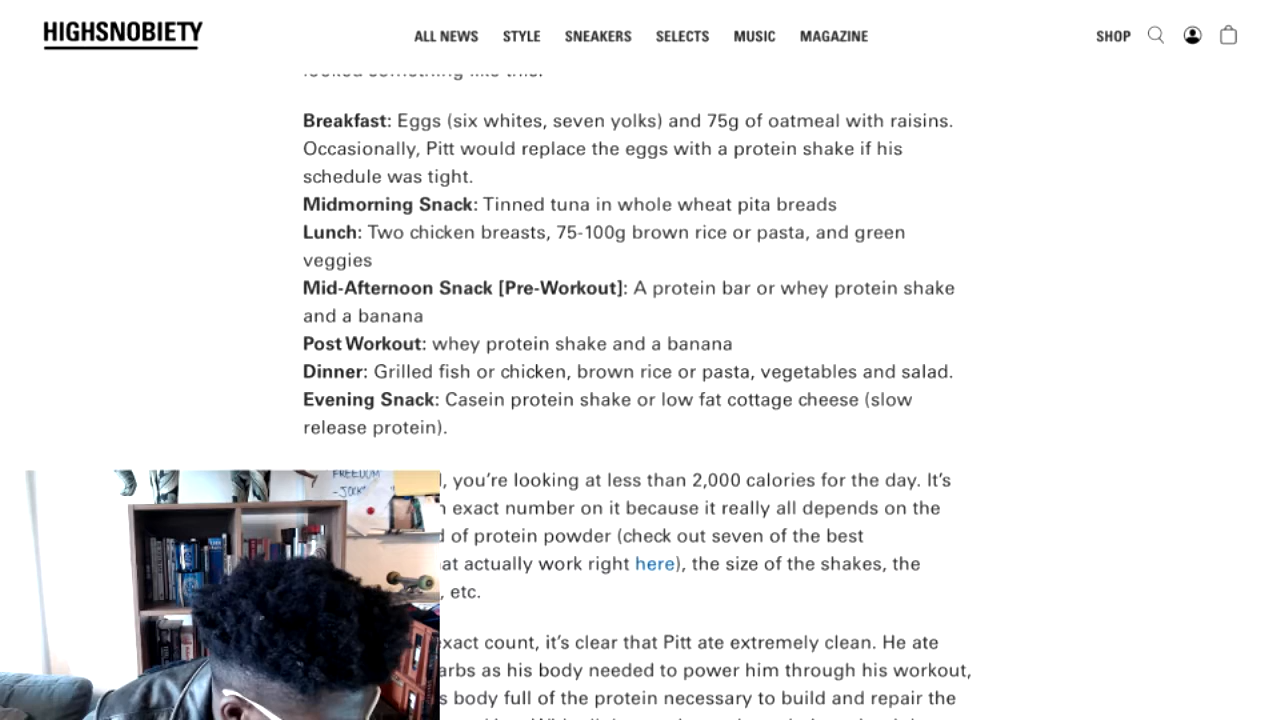 HIGHSNOBIETY
ALL NEWS STYLE SNEAKERS SELECTS MUSIC MAGAZINE
SHOP
looked something like this:
Breakfast: Eggs (six whites, seven yolks) and 75g of oatmeal with raisins.
Occasionally, Pitt would replace the eggs with a protein shake if his
schedule was tight.
Midmorning Snack: Tinned tuna in whole wheat pita breads
Lunch: Two chicken breasts, 75-100g brown rice or pasta, and green
veggies
Mid-Afternoon Snack [Pre-Workout]: A protein bar or whey protein shake
and a banana
Post Workout: whey protein shake and a banana
Dinner: Grilled fish or chicken, brown rice or pasta, vegetables and salad.
Evening Snack: Casein protein shake or low fat cottage cheese (slow
release protein).
, you're looking at less than 2,000 calories for the day. It's
exact number on it because it really all depends on the
of protein powder (check out seven of the best
at actually work right here), the size of the shakes, the
, etc.
exact count, it's clear that Pitt ate extremely clean. He ate
arbs as his body needed to power him through his workout,
s body full of the protein necessary to build and repair the
FREEDOM
-JOCK